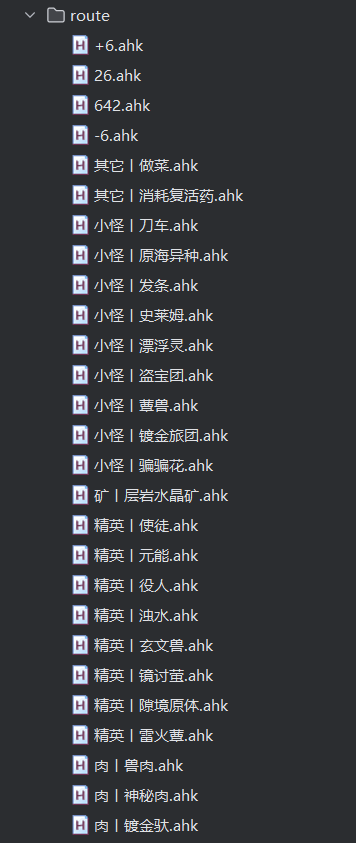 route
+6.ahk
26.ahk
642.ahk
-6.ahk
其它丨做菜.ahk
其它丨消耗复活药.ahk
小怪丨刀车.ahk
小怪丨原海异种.ahk
小怪丨发条.ahk
小怪丨史莱姆.ahk
小怪丨漂浮灵.ahk
小怪丨盗宝团.ahk
小怪丨蕈兽.ahk
小怪丨镀金旅团.ahk
小怪丨骗骗花.ahk
矿丨层岩水晶矿.ahk
精英丨使徒.ahk
精英丨元能.ahk
精英丨役人.ahk
精英丨浊水.ahk
精英丨玄文兽.ahk
精英丨镜讨萤.ahk
精英丨隙境原体.ahk
精英丨雷火蕈.ahk
肉丨兽肉.ahk
肉丨神秘肉.ahk
肉丨镀金驮.ahk